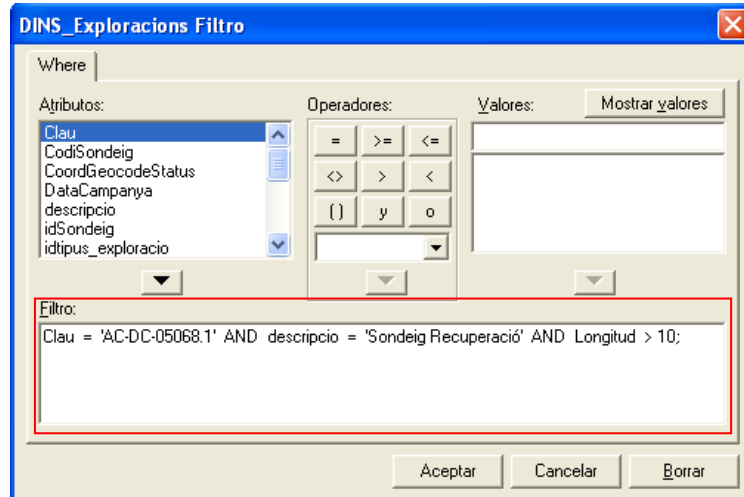 DINS_Exploracions Filtro
Where
Atributos: Operadores: Valores: Mostrar valores
Clau
CodiSondeig
CoordGeocodeStatus
DataCampanya
descripcio
idSondeig
idtipus_exploracio
= >= <=
<> > <
() y o
Filtro:
Clau = 'AC-DC-05068.1' AND descripcio = 'Sondeig Recuperació' AND Longitud > 10;
Aceptar Cancelar Borrar